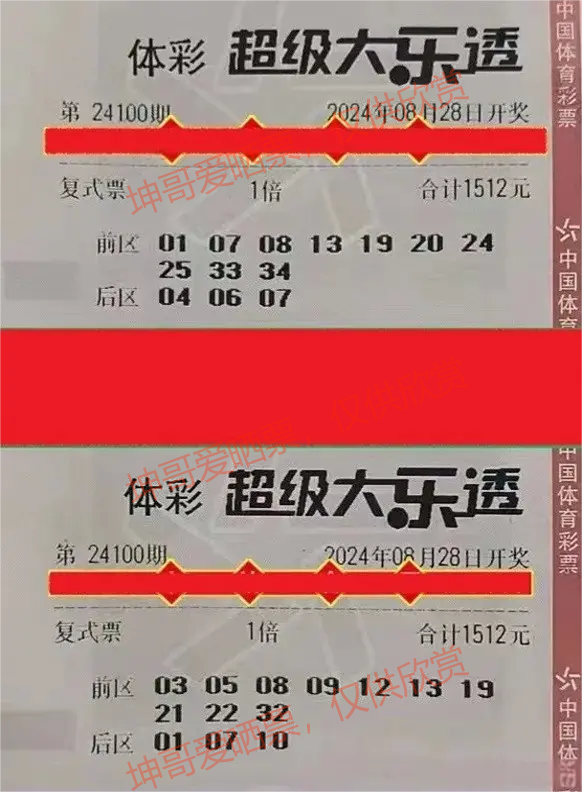 体彩 超级大乐透
第 24100期 2024年08月28日开奖
复式票 1倍 合计1512元
前区 01 07 08 13 19 20 24
25 33 34
后区 04 06 07
坤哥爱晒票，仅供欣赏
中国体育彩票
中国体育
坤哥爱晒票，仅供欣赏
体彩 超级大乐透
第 24100期 2024年08月28日开奖
复式票 1倍 合计1512元
前区 03 05 08 09 12 13 19
21 22 32
后区 01 07 10
坤哥爱晒票，仅供欣赏
中国体育彩票
中国体